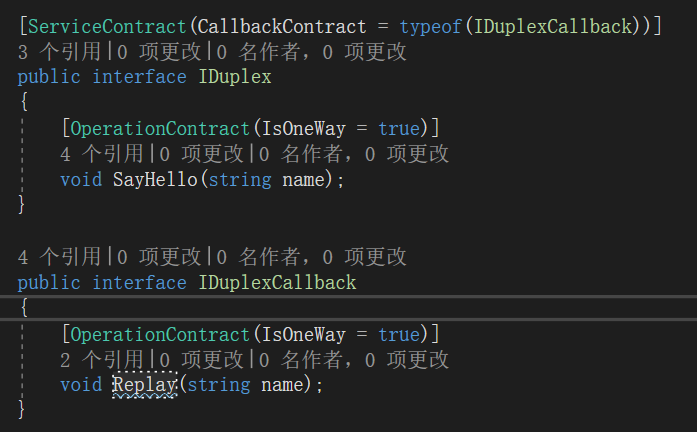 [ServiceContract(CallbackContract = typeof(IDuplexCallback))]
3 个引用|0 项更改|0 名作者，0 项更改
public interface IDuplex
{
[OperationContract(IsOneWay = true)]
4 个引用|0 项更改|0 名作者，0 项更改
void SayHello(string name);
}
4 个引用|0 项更改|0 名作者，0 项更改
public interface IDuplexCallback
{
[OperationContract(IsOneWay = true)]
2 个引用|0 项更改|0 名作者，0 项更改
void Replay(string name);
}